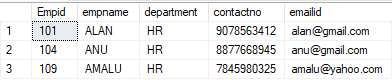 Empid empname department contactno emailid
1 101 ALAN HR 9078563412 alan@gmail.com
2 104 ANU HR 8877668945 anu@gmail.com
3 109 AMALU HR 7845980325 amalu@yahoo.com